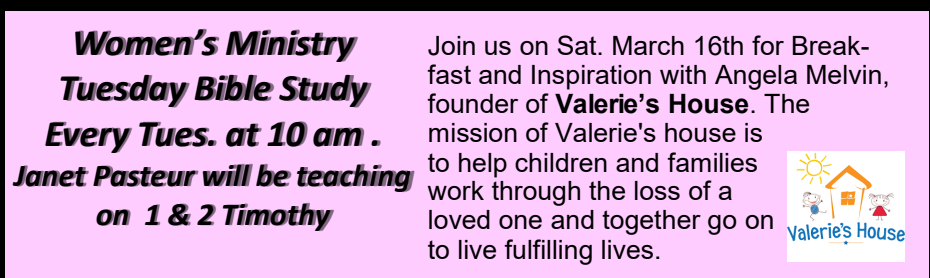 Women's Ministry
Tuesday Bible Study
Every Tues. at 10 am .
Janet Pasteur will be teaching
on 1 & 2 Timothy
Join us on Sat. March 16th for Break-
fast and Inspiration with Angela Melvin,
founder of Valerie's House. The
mission of Valerie's house is
to help children and families
work through the loss of a
loved one and together go on
to live fulfilling lives.
Valerie's House